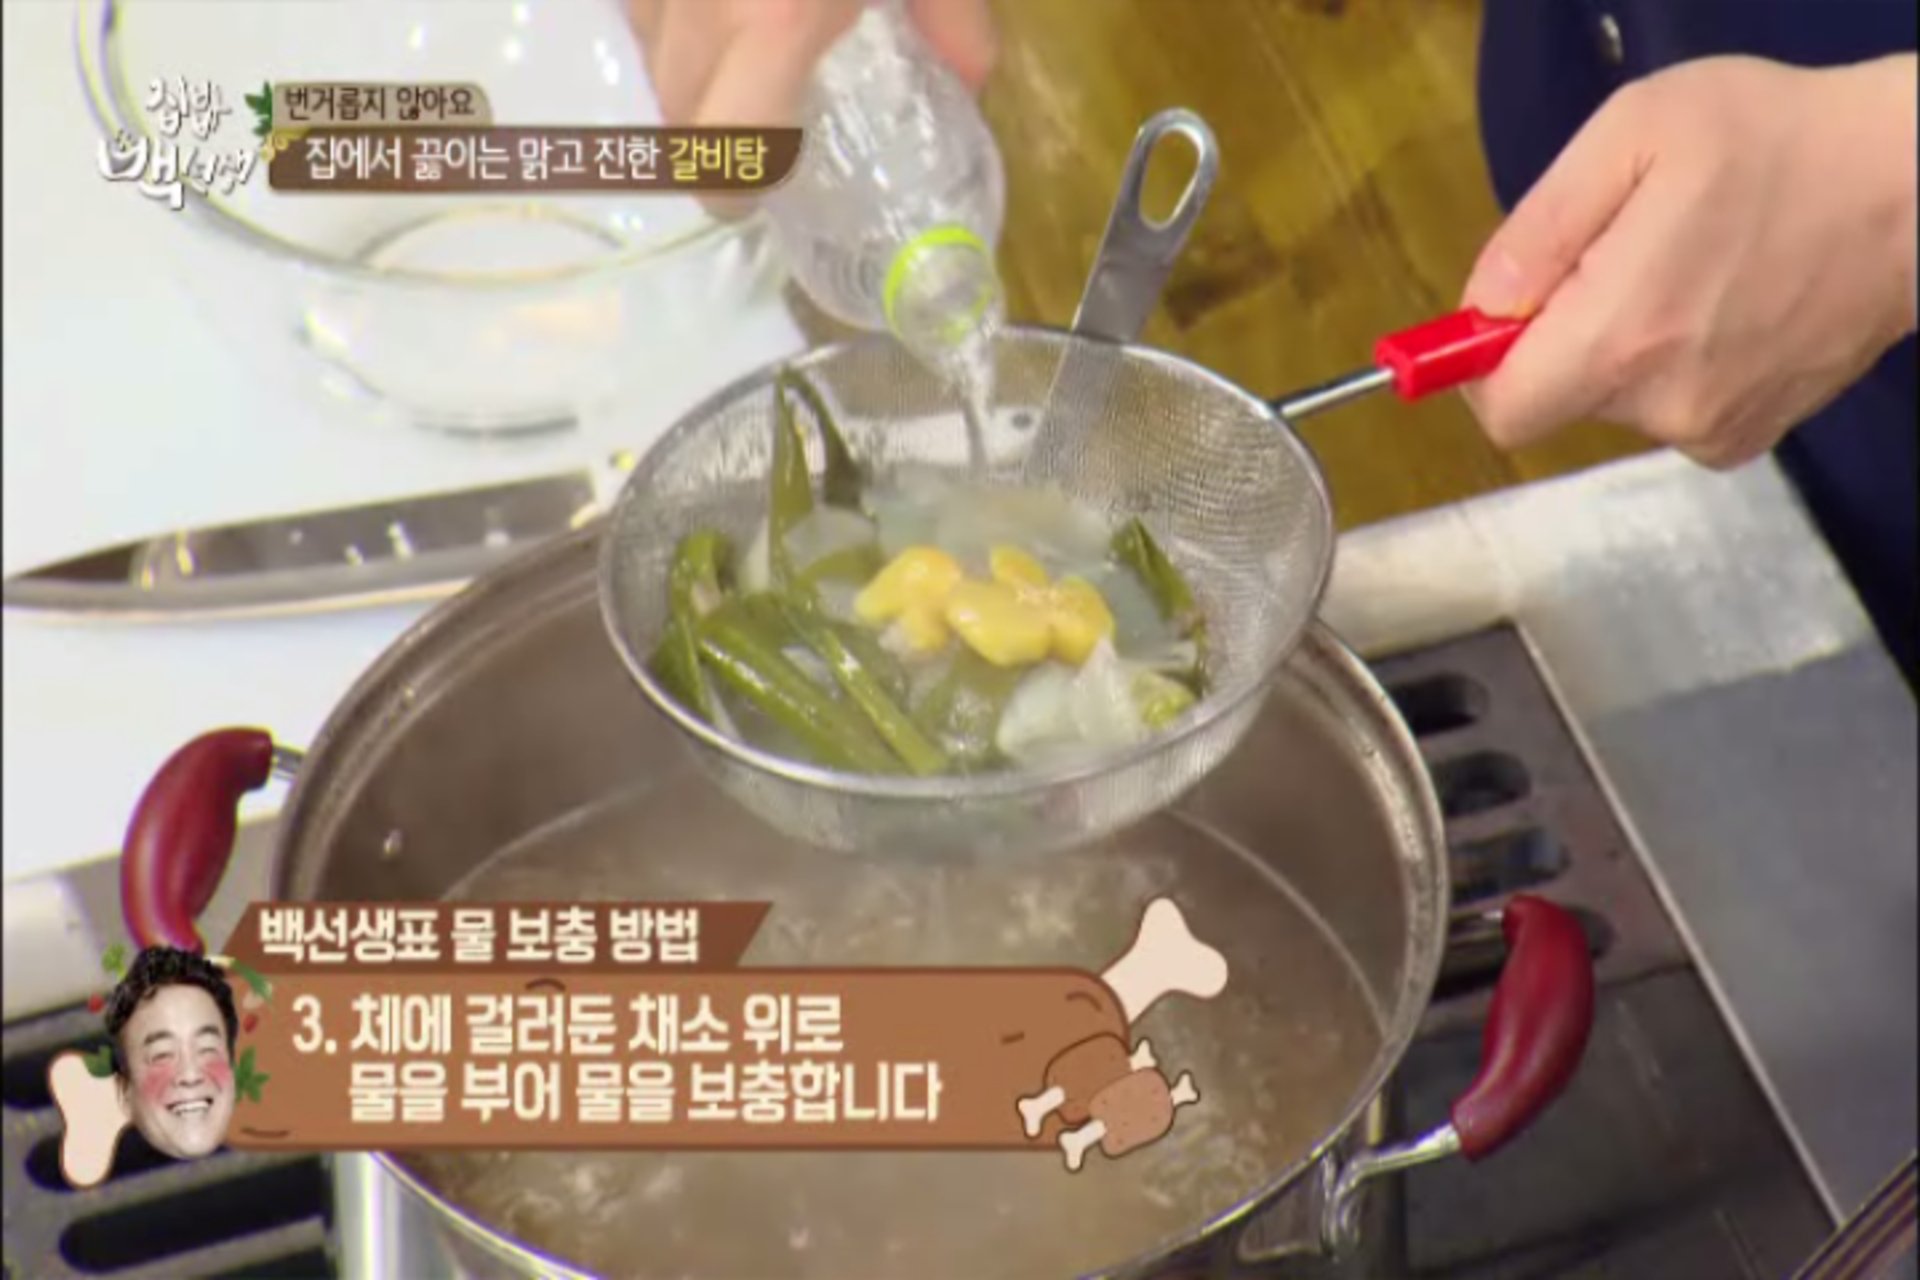 집밥
백선생
번거롭지 않아요
집에서 끓이는 맑고 진한 갈비탕
백선생표 물 보충 방법
3. 체에 걸러둔 채소 위로
물을 부어 물을 보충합니다